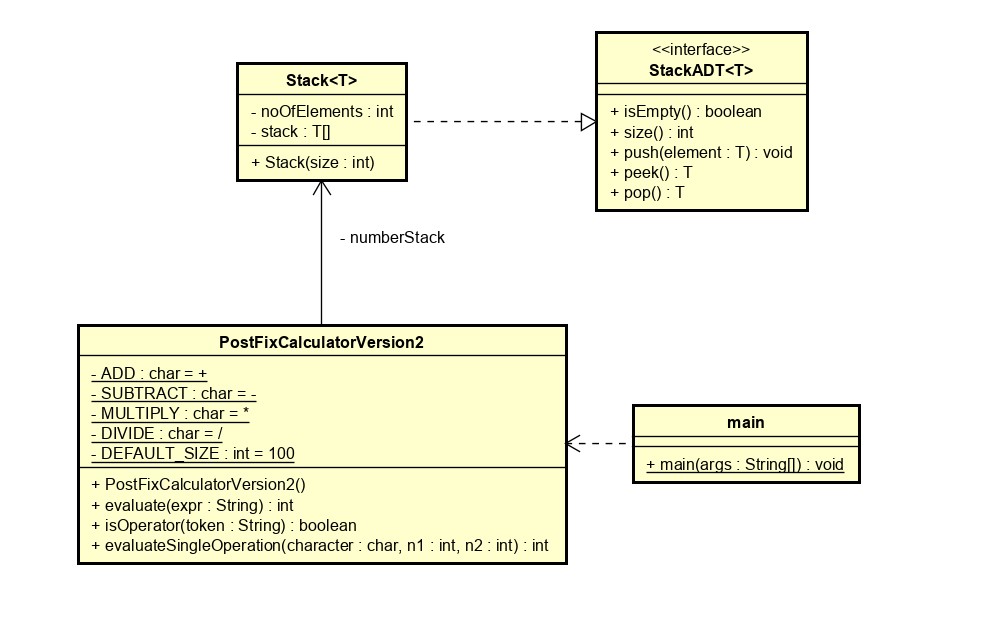 Stack<T>
- noOfElements : int
- stack : T[]
+ Stack(size : int)
<<interface>>
StackADT<T>
+ isEmpty() : boolean
+ size() : int
+ push(element : T) : void
+ peek() : T
+ pop() : T
- numberStack
PostFixCalculatorVersion2
- ADD : char = +
- SUBTRACT : char = -
- MULTIPLY : char = *
- DIVIDE : char = /
- DEFAULT_SIZE : int = 100
+ PostFixCalculatorVersion2()
+ evaluate(expr : String) : int
+ isOperator(token : String) : boolean
+ evaluateSingleOperation(character : char, n1 : int, n2 : int) : int
main
+ main(args : String[]) : void